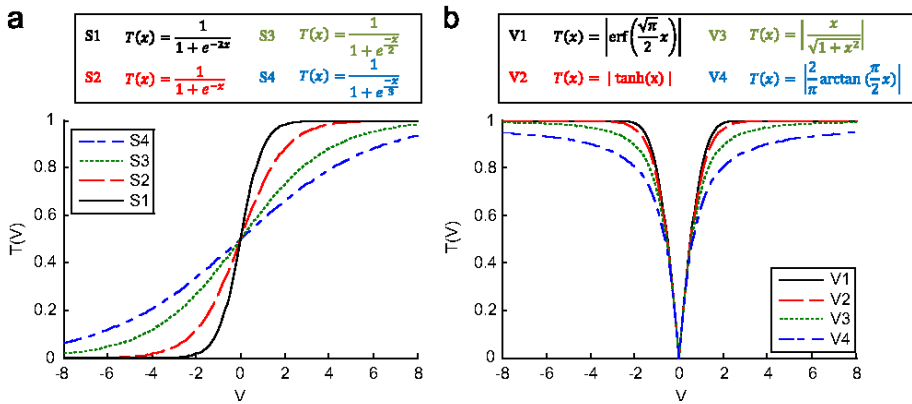 a
S1 T(x) = 1/(1 + e^{-2x}) S3 T(x) = 1/(1 + e^{-x/2})
S2 T(x) = 1/(1 + e^{-x}) S4 T(x) = 1/(1 + e^{-x/3})
1
0.8
0.6
0.4
0.2
0
T(V)
S4
S3
S2
S1
-8 -6 -4 -2 0 2 4 6 8
V
b
V1 T(x) = |erf(√π/2 x)| V3 T(x) = |x/√(1 + x²)|
V2 T(x) = | tanh(x) | V4 T(x) = |2/π arctan (π/2 x)|
1
0.8
0.6
0.4
0.2
0
T(V)
V1
V2
V3
V4
-8 -6 -4 -2 0 2 4 6 8
V